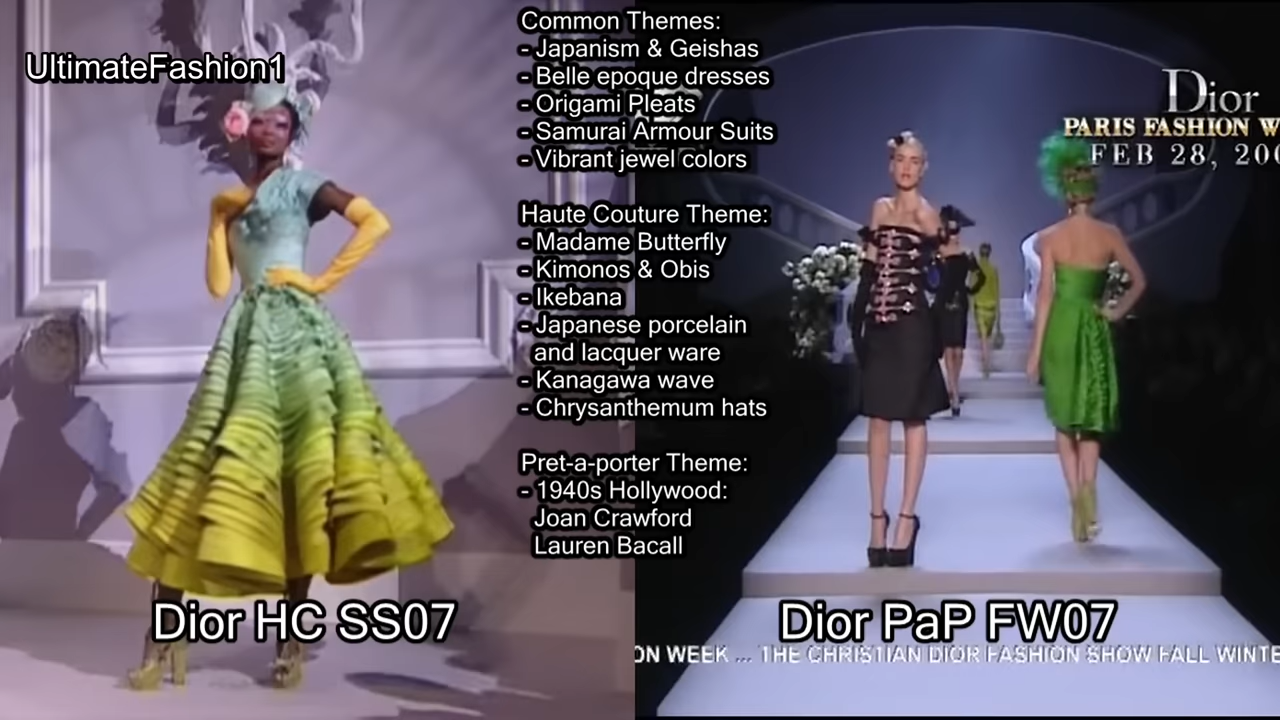 UltimateFashion1
Common Themes:
- Japanism & Geishas
- Belle epoque dresses
- Origami Pleats
- Samurai Armour Suits
- Vibrant jewel colors
Haute Couture Theme:
- Madame Butterfly
- Kimonos & Obis
- Ikebana
- Japanese porcelain
and lacquer ware
- Kanagawa wave
- Chrysanthemum hats
Pret-a-porter Theme:
- 1940s Hollywood:
Joan Crawford
Lauren Bacall
Dior
PARIS FASHION W
FEB 28, 200
Dior HC SS07
Dior PaP FW07
ON WEEK ... THE CHRISTIAN DIOR FASHION SHOW FALL WINTE